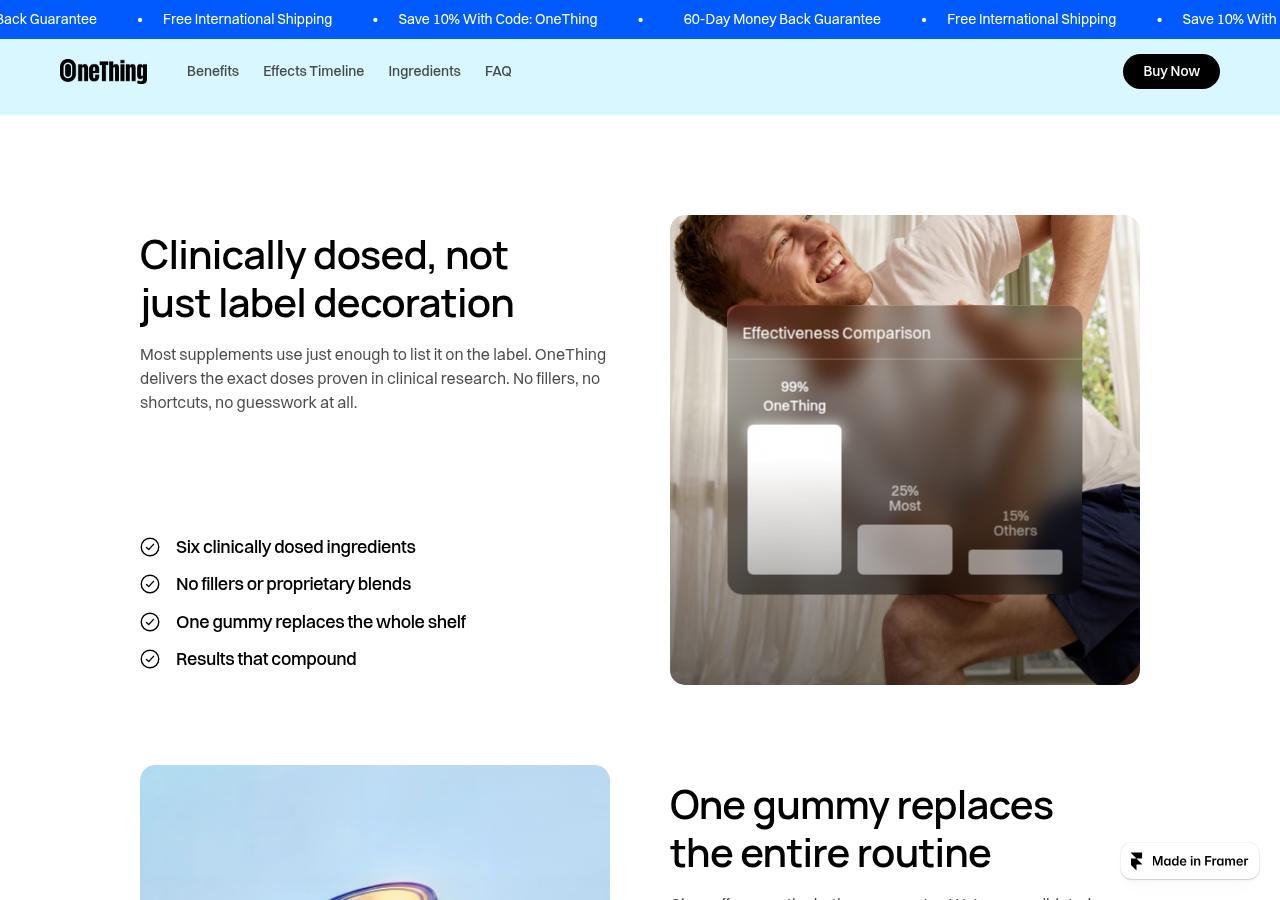 Back Guarantee • Free International Shipping • Save 10% With Code: OneThing • 60-Day Money Back Guarantee • Free International Shipping • Save 10% With
OneThing Benefits Effects Timeline Ingredients FAQ Buy Now
Clinically dosed, not
just label decoration
Most supplements use just enough to list it on the label. OneThing
delivers the exact doses proven in clinical research. No fillers, no
shortcuts, no guesswork at all.
Six clinically dosed ingredients
No fillers or proprietary blends
One gummy replaces the whole shelf
Results that compound
Effectiveness Comparison
99%
OneThing
25%
Most
15%
Others
One gummy replaces
the entire routine
Made in Framer